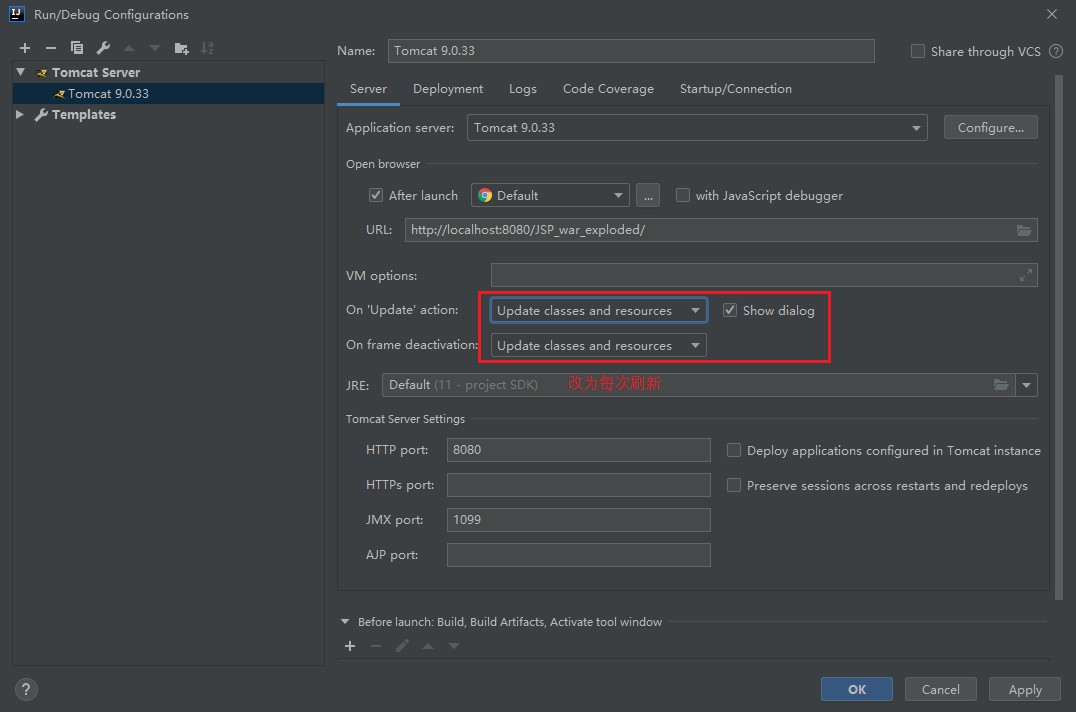 Run/Debug Configurations
Tomcat Server
Tomcat 9.0.33
Templates
Name: Tomcat 9.0.33
Share through VCS ?
Server Deployment Logs Code Coverage Startup/Connection
Application server: Tomcat 9.0.33 Configure...
Open browser
After launch Default ... with JavaScript debugger
URL: http://localhost:8080/JSP_war_exploded/
VM options:
On 'Update' action: Update classes and resources Show dialog
On frame deactivation: Update classes and resources
JRE: Default (11 - project SDK) 改为每次刷新
Tomcat Server Settings
HTTP port: 8080 Deploy applications configured in Tomcat instance
HTTPs port: Preserve sessions across restarts and redeploys
JMX port: 1099
AJP port:
Before launch: Build, Build Artifacts, Activate tool window
? OK Cancel Apply